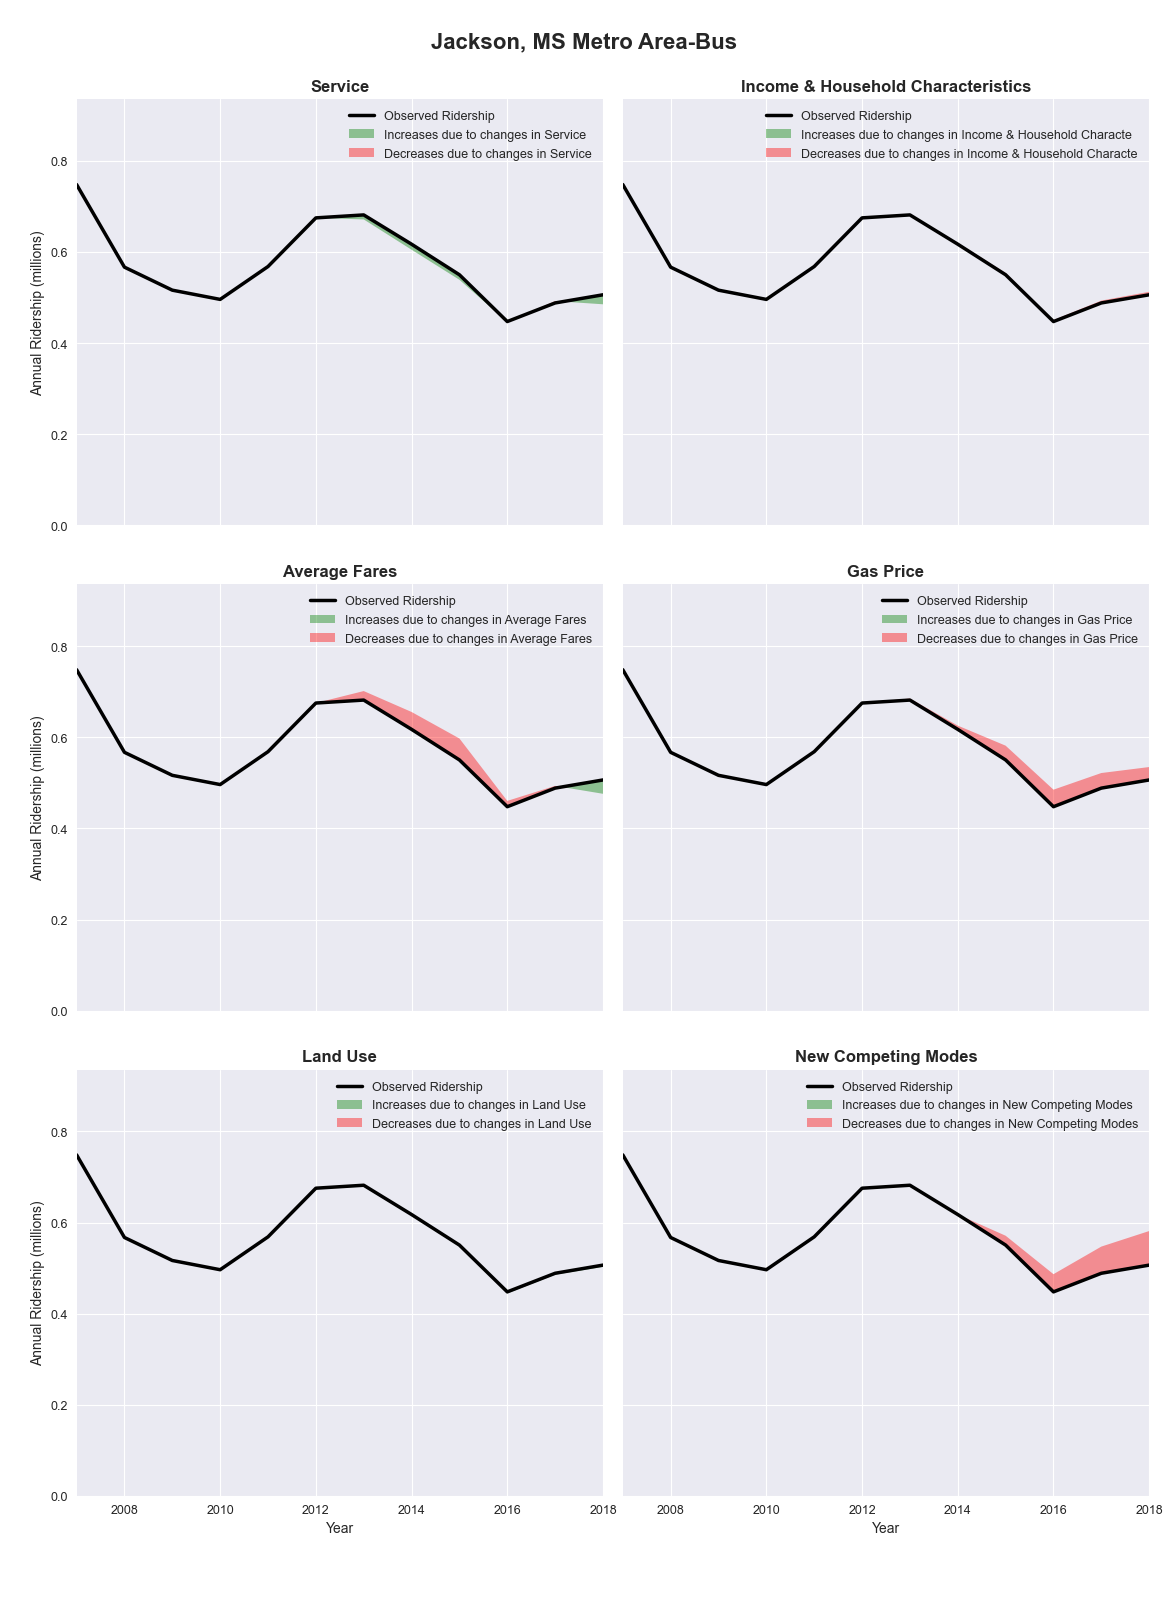 Jackson, MS Metro Area-Bus
Service
Observed Ridership
Increases due to changes in Service
Decreases due to changes in Service
0.8
0.6
0.4
0.2
0.0
Annual Ridership (millions)
Income & Household Characteristics
Observed Ridership
Increases due to changes in Income & Household Characte
Decreases due to changes in Income & Household Characte
Average Fares
Observed Ridership
Increases due to changes in Average Fares
Decreases due to changes in Average Fares
0.8
0.6
0.4
0.2
0.0
Annual Ridership (millions)
Gas Price
Observed Ridership
Increases due to changes in Gas Price
Decreases due to changes in Gas Price
Land Use
Observed Ridership
Increases due to changes in Land Use
Decreases due to changes in Land Use
0.8
0.6
0.4
0.2
0.0
Annual Ridership (millions)
2008 2010 2012 2014 2016 2018
Year
New Competing Modes
Observed Ridership
Increases due to changes in New Competing Modes
Decreases due to changes in New Competing Modes
2008 2010 2012 2014 2016 2018
Year